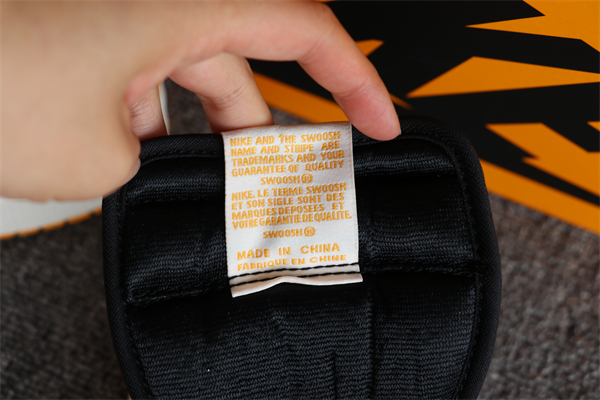 NIKE AND THE SWOOSH
NAME AND STRIPE ARE
TRADEMARKS AND YOUR
GUARANTEE OF QUALITY
SWOOSH®
NIKE, LE TERME SWOOSH
ET SON SIGLE SONT DES
MARQUES DEPOSEES ET
VOTRE GARANTIE DE QUALITE.
SWOOSH®
MADE IN CHINA
FABRIQUE EN CHINE